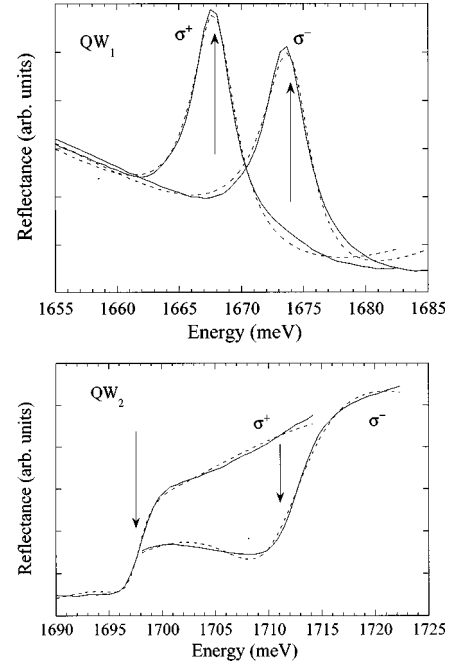 QW₁
σ⁺
σ⁻
Reflectance (arb. units)
1655 1660 1665 1670 1675 1680 1685
Energy (meV)
QW₂
σ⁺
σ⁻
Reflectance (arb. units)
1690 1695 1700 1705 1710 1715 1720 1725
Energy (meV)